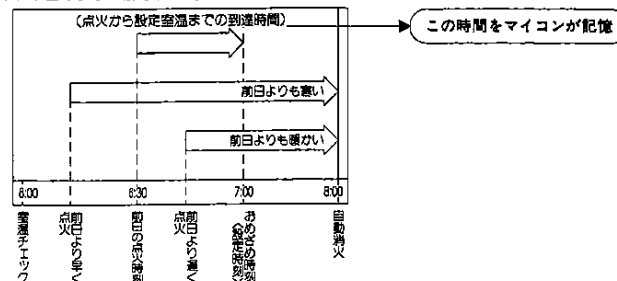 (点火から設定室温までの到達時間)
この時間をマイコンが記憶
前日よりも寒い
前日よりも暖かい
6:00 6:30 7:00 8:00
室温チェック
前日より早く
点火
前日の点火時刻
前日より遅く
点火
おめざめ時刻
(設定時刻)
自動消火